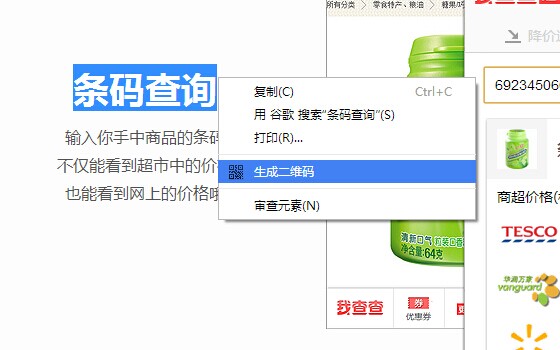 条码查询
输入你手中商品的条码
不仅能看到超市中的价
也能看到网上的价格
复制(C) Ctrl+C
用 谷歌 搜索“条码查询”(S)
打印(R)...
生成二维码
审查元素(N)
所有分类 > 零食特产、粮油 > 糖果/巧
清新口气
净含量:64克
我查查
券
优惠券
我查查
降价
692345060
商超价格(
TESCO
华润万家
vanguard